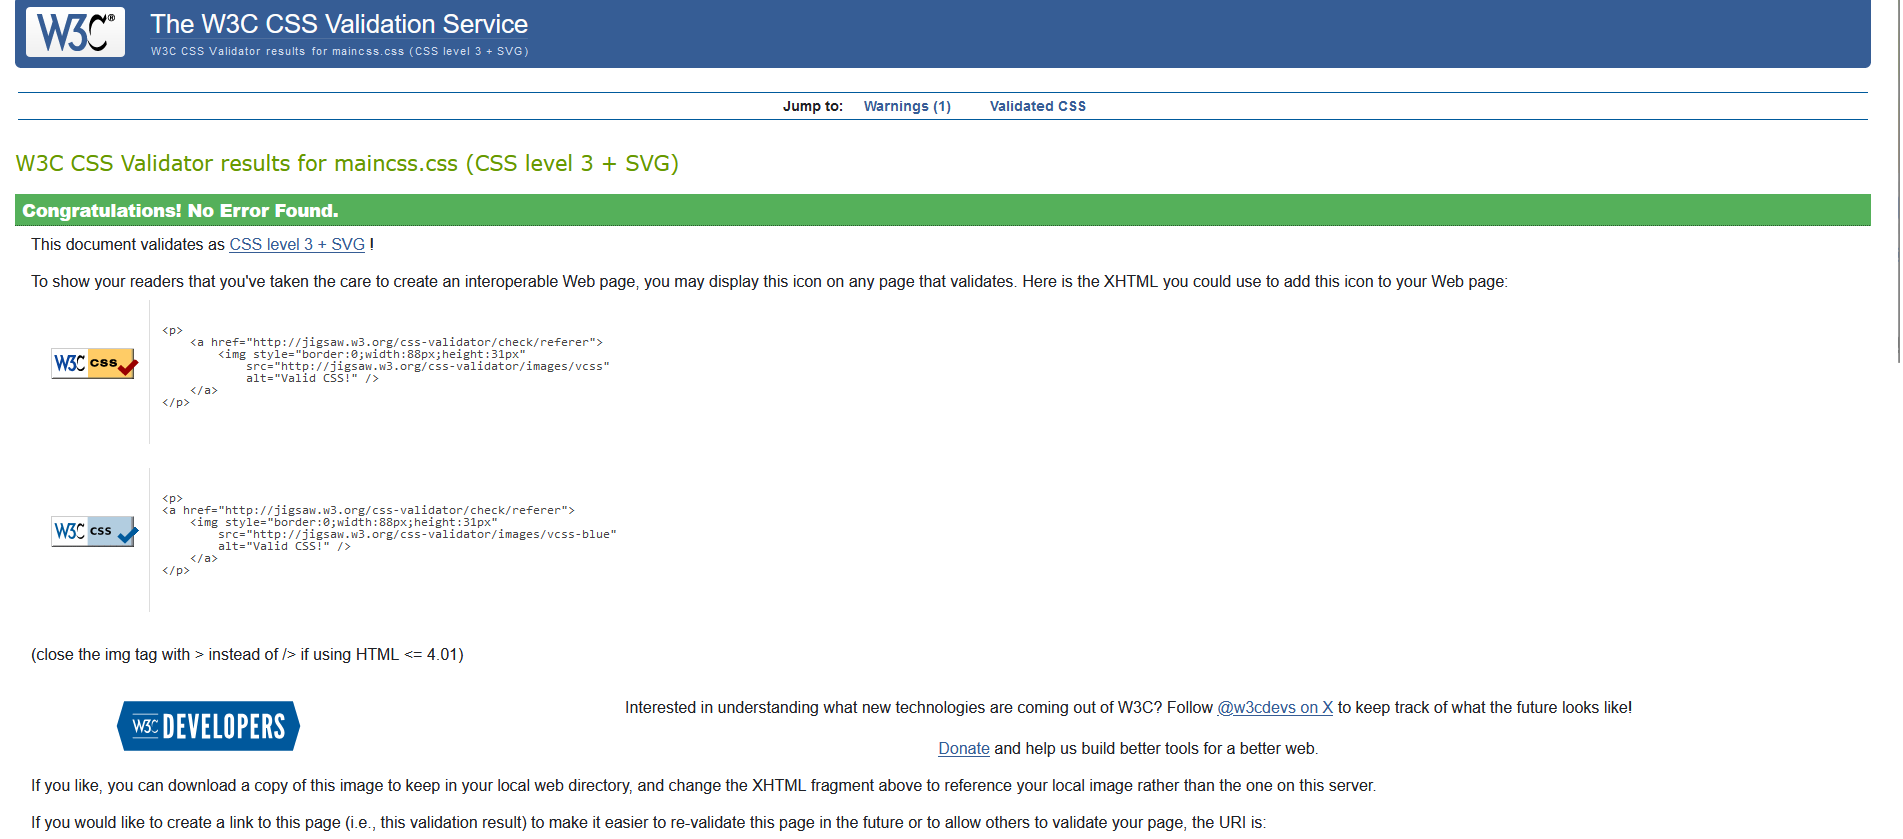 W3C®
The W3C CSS Validation Service
W3C CSS Validator results for maincss.css (CSS level 3 + SVG)
Jump to: Warnings (1) Validated CSS
W3C CSS Validator results for maincss.css (CSS level 3 + SVG)
Congratulations! No Error Found.
This document validates as CSS level 3 + SVG !
To show your readers that you've taken the care to create an interoperable Web page, you may display this icon on any page that validates. Here is the XHTML you could use to add this icon to your Web page:
W3C css
<p>
    <a href="http://jigsaw.w3.org/css-validator/check/referer">
        <img style="border:0;width:88px;height:31px"
            src="http://jigsaw.w3.org/css-validator/images/vcss"
            alt="Valid CSS!" />
    </a>
</p>
W3C css
<p>
<a href="http://jigsaw.w3.org/css-validator/check/referer">
    <img style="border:0;width:88px;height:31px"
        src="http://jigsaw.w3.org/css-validator/images/vcss-blue"
        alt="Valid CSS!" />
    </a>
</p>
(close the img tag with > instead of /> if using HTML <= 4.01)
W3C DEVELOPERS
Interested in understanding what new technologies are coming out of W3C? Follow @w3cdevs on X to keep track of what the future looks like!
Donate and help us build better tools for a better web.
If you like, you can download a copy of this image to keep in your local web directory, and change the XHTML fragment above to reference your local image rather than the one on this server.
If you would like to create a link to this page (i.e., this validation result) to make it easier to re-validate this page in the future or to allow others to validate your page, the URI is: